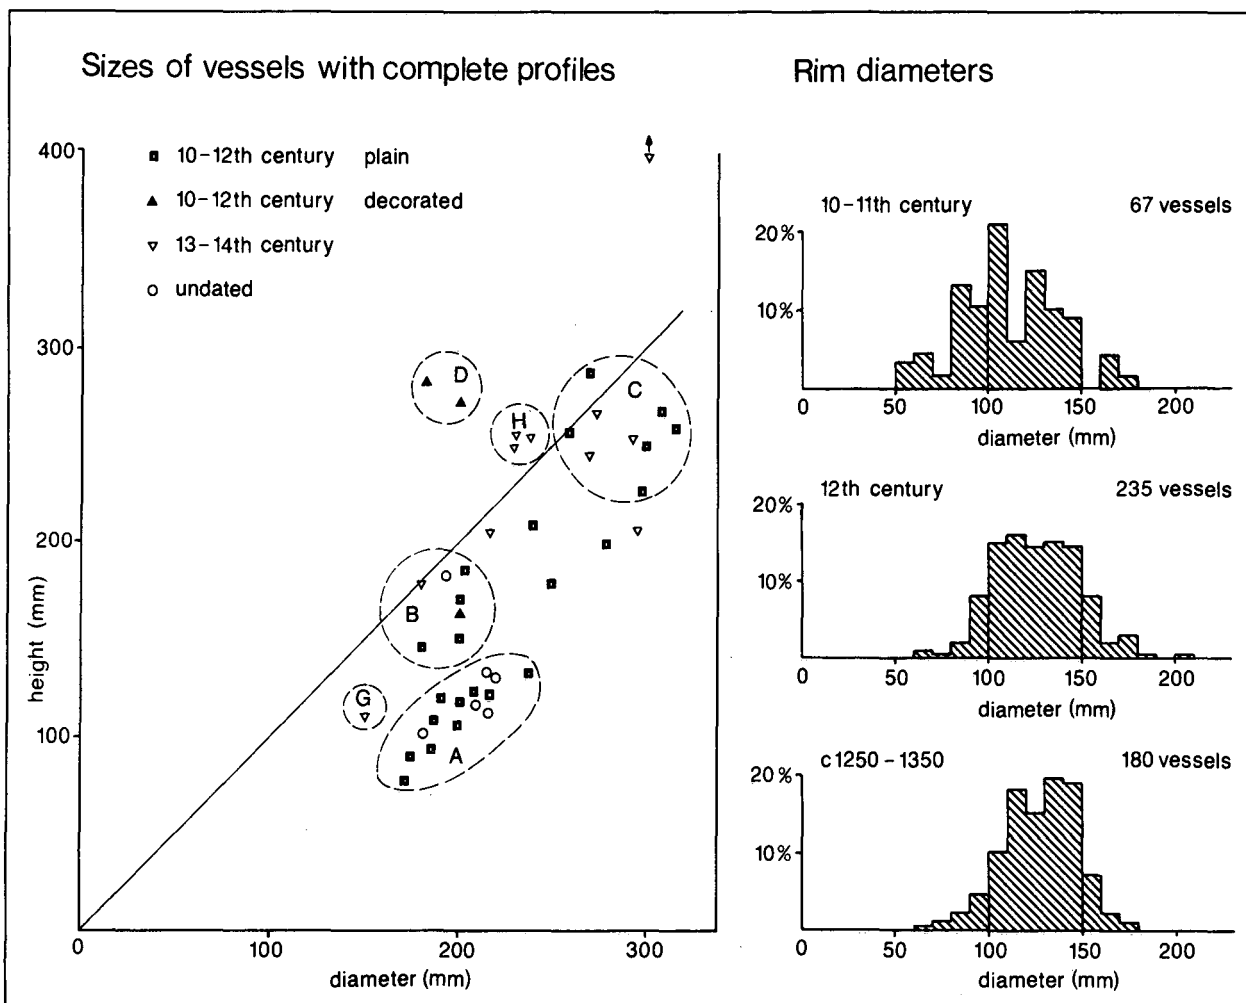 Sizes of vessels with complete profiles
10-12th century plain
10-12th century decorated
13-14th century
undated
400
300
200
100
height (mm)
D
H
C
B
G
A
0 100 200 300
diameter (mm)
Rim diameters
10-11th century 67 vessels
20%
10%
0 50 100 150 200
diameter (mm)
12th century 235 vessels
20%
10%
0 50 100 150 200
diameter (mm)
c1250-1350 180 vessels
20%
10%
0 50 100 150 200
diameter (mm)